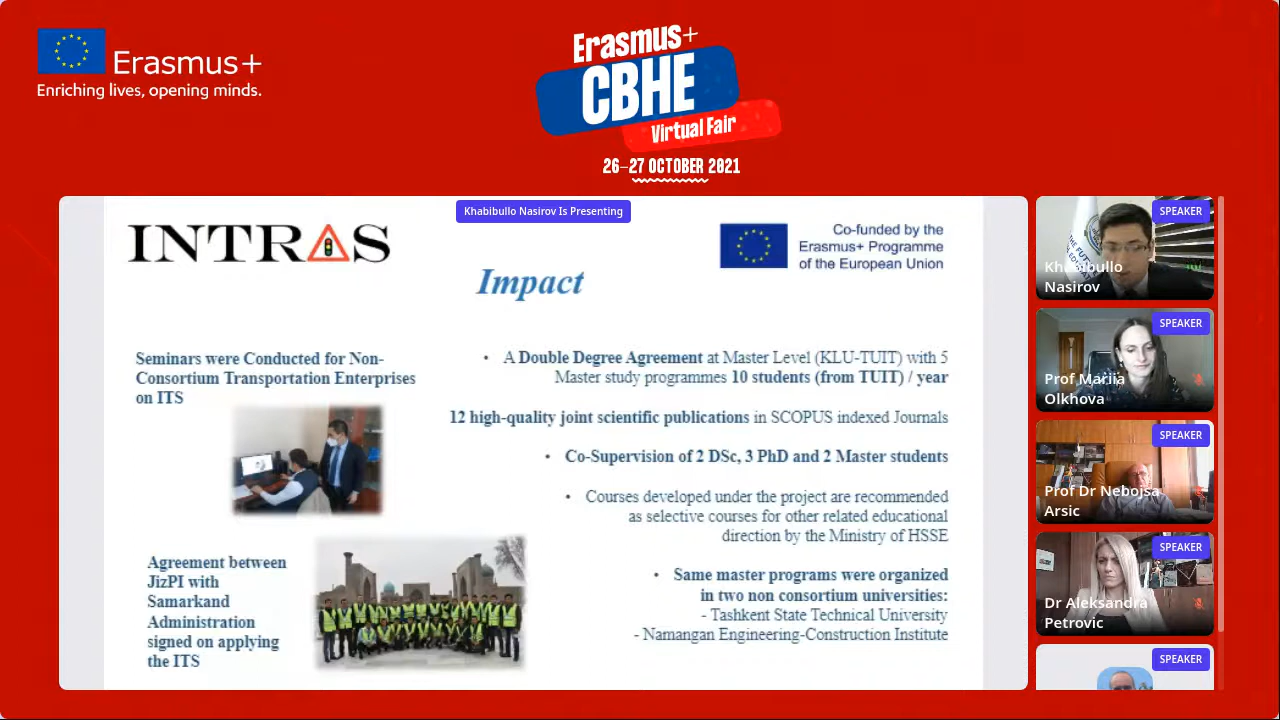 Erasmus+
Enriching lives, opening minds.
Erasmus+
CBHE
Virtual Fair
26–27 OCTOBER 2021
Khabibullo Nasirov Is Presenting
INTRAS
Co-funded by the
Erasmus+ Programme
of the European Union
Impact
Seminars were Conducted for Non-
Consortium Transportation Enterprises
on ITS
Agreement between
JizPI with
Samarkand
Administration
signed on applying
the ITS
• A Double Degree Agreement at Master Level (KLU-TUIT) with 5
Master study programmes 10 students (from TUIT) / year
12 high-quality joint scientific publications in SCOPUS indexed Journals
• Co-Supervision of 2 DSc, 3 PhD and 2 Master students
• Courses developed under the project are recommended
as selective courses for other related educational
direction by the Ministry of HSSE
• Same master programs were organized
in two non consortium universities:
- Tashkent State Technical University
- Namangan Engineering-Construction Institute
SPEAKER
Khabibullo
Nasirov
SPEAKER
Prof Mariia
Olkhova
SPEAKER
Prof Dr Nebojsa
Arsic
SPEAKER
Dr Aleksandra
Petrovic
SPEAKER